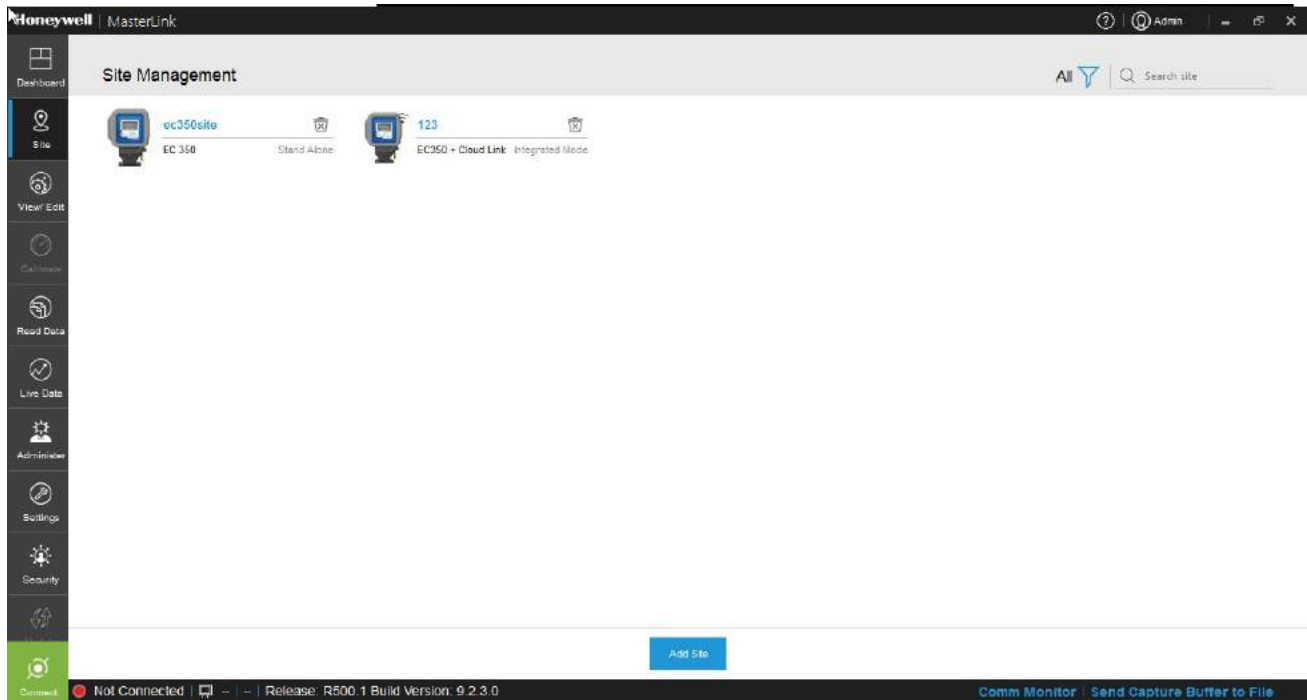 Honeywell | MasterLink
Admin
Dashboard
Site Management
All
Search site
Site
ec350site
EC 350
Stand Alone
123
EC350 + Cloud Link
Integrated Mode
View/ Edit
Calibrate
Read Data
Live Data
Administer
Settings
Security
Add Site
Connect
Not Connected | -- | -- | Release: R500.1 Build Version: 9.2.3.0
Comm Monitor | Send Capture Buffer to File